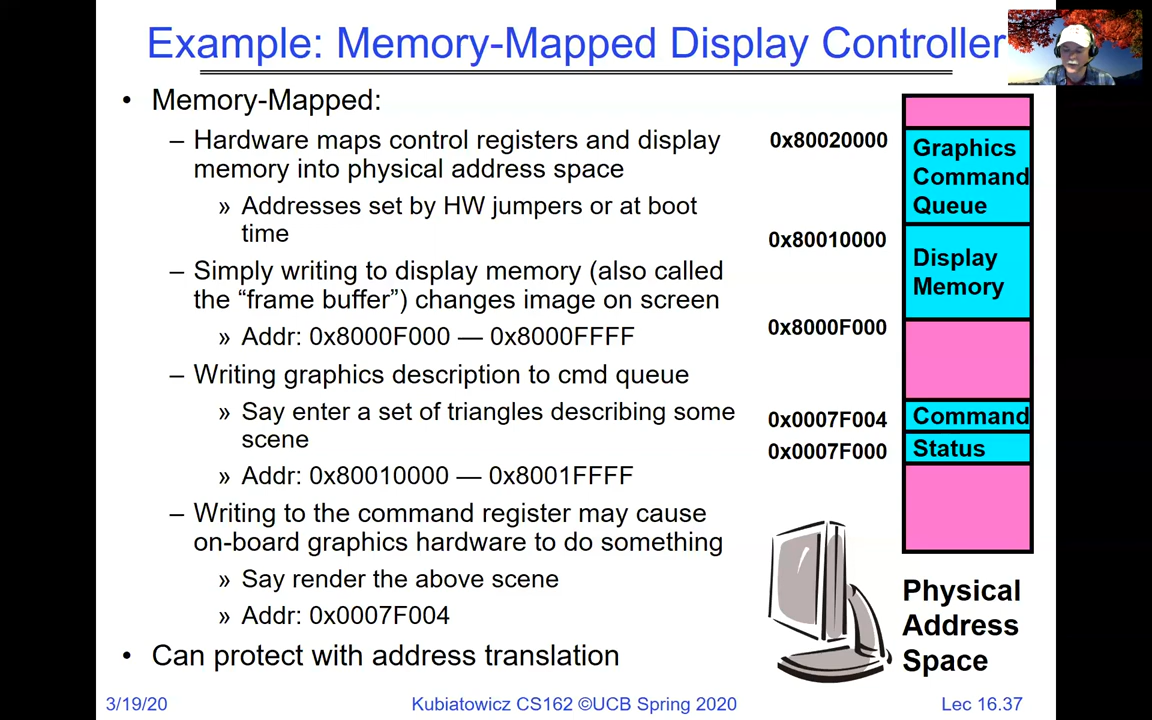 Example: Memory-Mapped Display Controller
• Memory-Mapped:
– Hardware maps control registers and display
memory into physical address space
» Addresses set by HW jumpers or at boot
time
– Simply writing to display memory (also called
the “frame buffer”) changes image on screen
» Addr: 0x8000F000 — 0x8000FFFF
– Writing graphics description to cmd queue
» Say enter a set of triangles describing some
scene
» Addr: 0x80010000 — 0x8001FFFF
– Writing to the command register may cause
on-board graphics hardware to do something
» Say render the above scene
» Addr: 0x0007F004
• Can protect with address translation
0x80020000
Graphics
Command
Queue
0x80010000
Display
Memory
0x8000F000
0x0007F004
Command
0x0007F000
Status
Physical
Address
Space
3/19/20
Kubiatowicz CS162 ©UCB Spring 2020
Lec 16.37